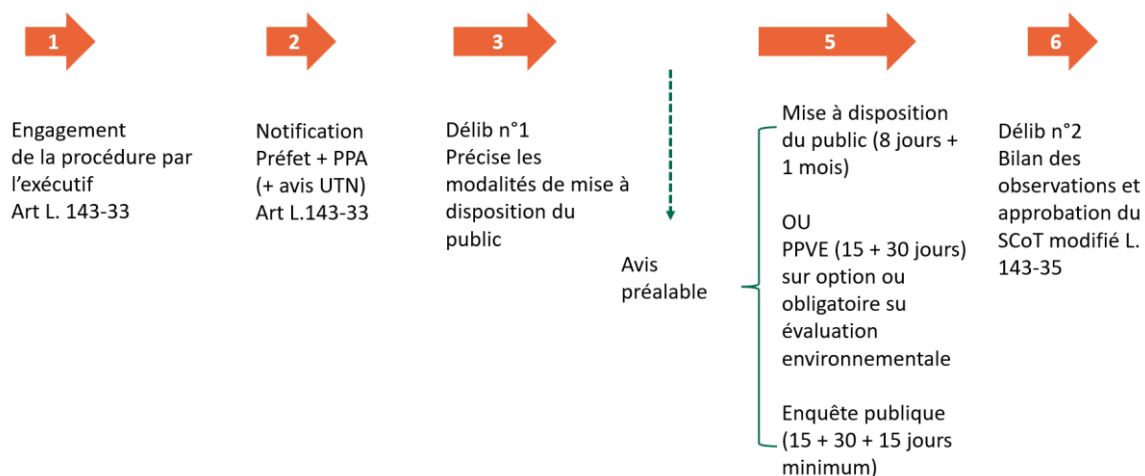 1
Engagement
de la procédure par
l'exécutif
Art L. 143-33
2
Notification
Préfet + PPA
(+ avis UTN)
Art L.143-33
3
Délib n°1
Précise les
modalités de mise à
disposition du
public
Avis
préalable
5
Mise à disposition
du public (8 jours +
1 mois)
OU
PPVE (15 + 30 jours)
sur option ou
obligatoire su
évaluation
environnementale
Enquête publique
(15 + 30 + 15 jours
minimum)
6
Délib n°2
Bilan des
observations et
approbation du
SCoT modifié L.
143-35